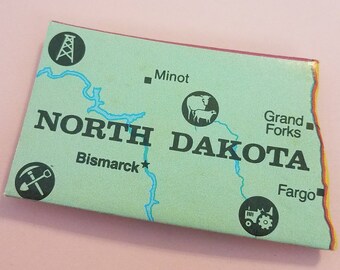 Minot
Grand
Forks
NORTH DAKOTA
Bismarck
Fargo